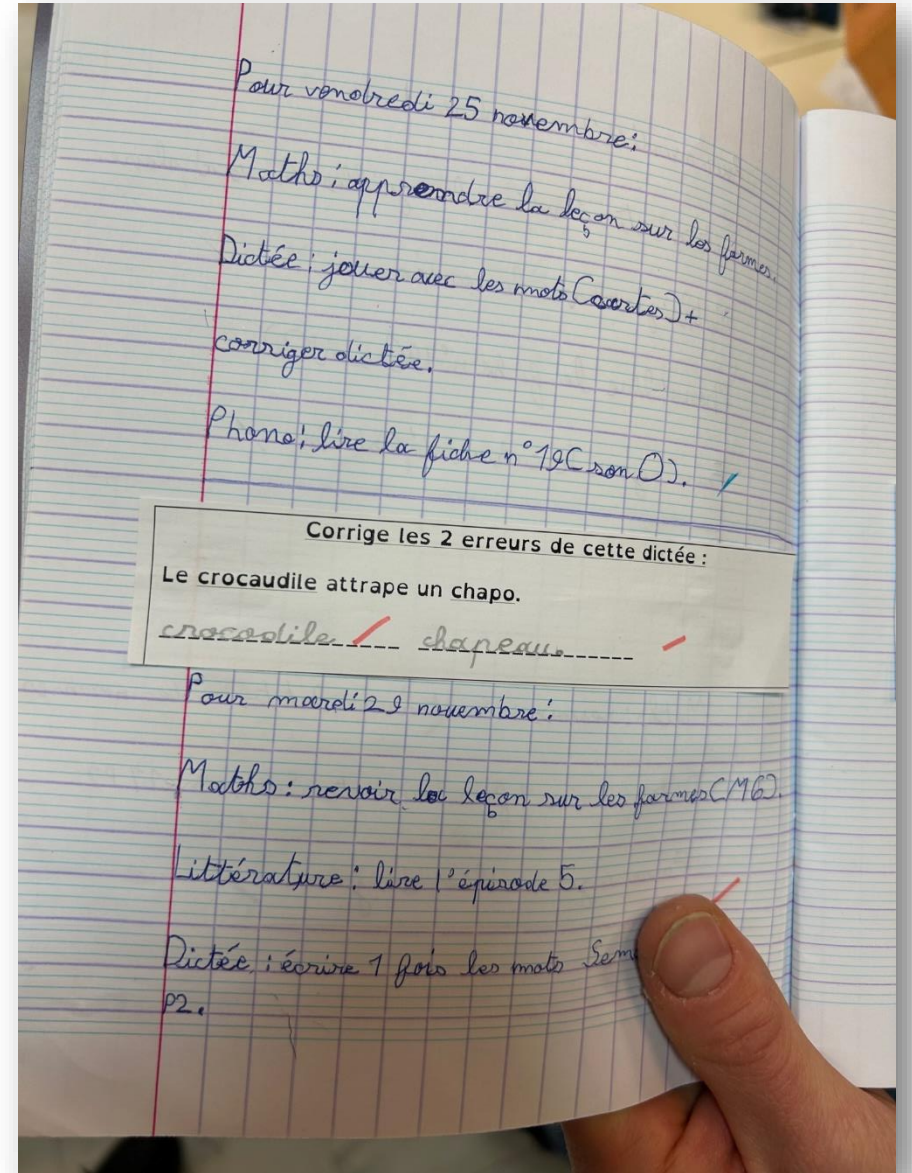 Pour vendredi 25 novembre:
Maths: apprendre la leçon sur les formes.
Dictée: jouer avec les mots (cartes) +
corriger dictée.
Phono: lire la fiche n°19 (son O).
Corrige les 2 erreurs de cette dictée :
Le crocaudile attrape un chapo.
crocodile chapeau
Pour mardi 29 novembre:
Maths: revoir la leçon sur les formes (M6).
Littérature: lire l'épisode 5.
Dictée: écrire 1 fois les mots
P2.